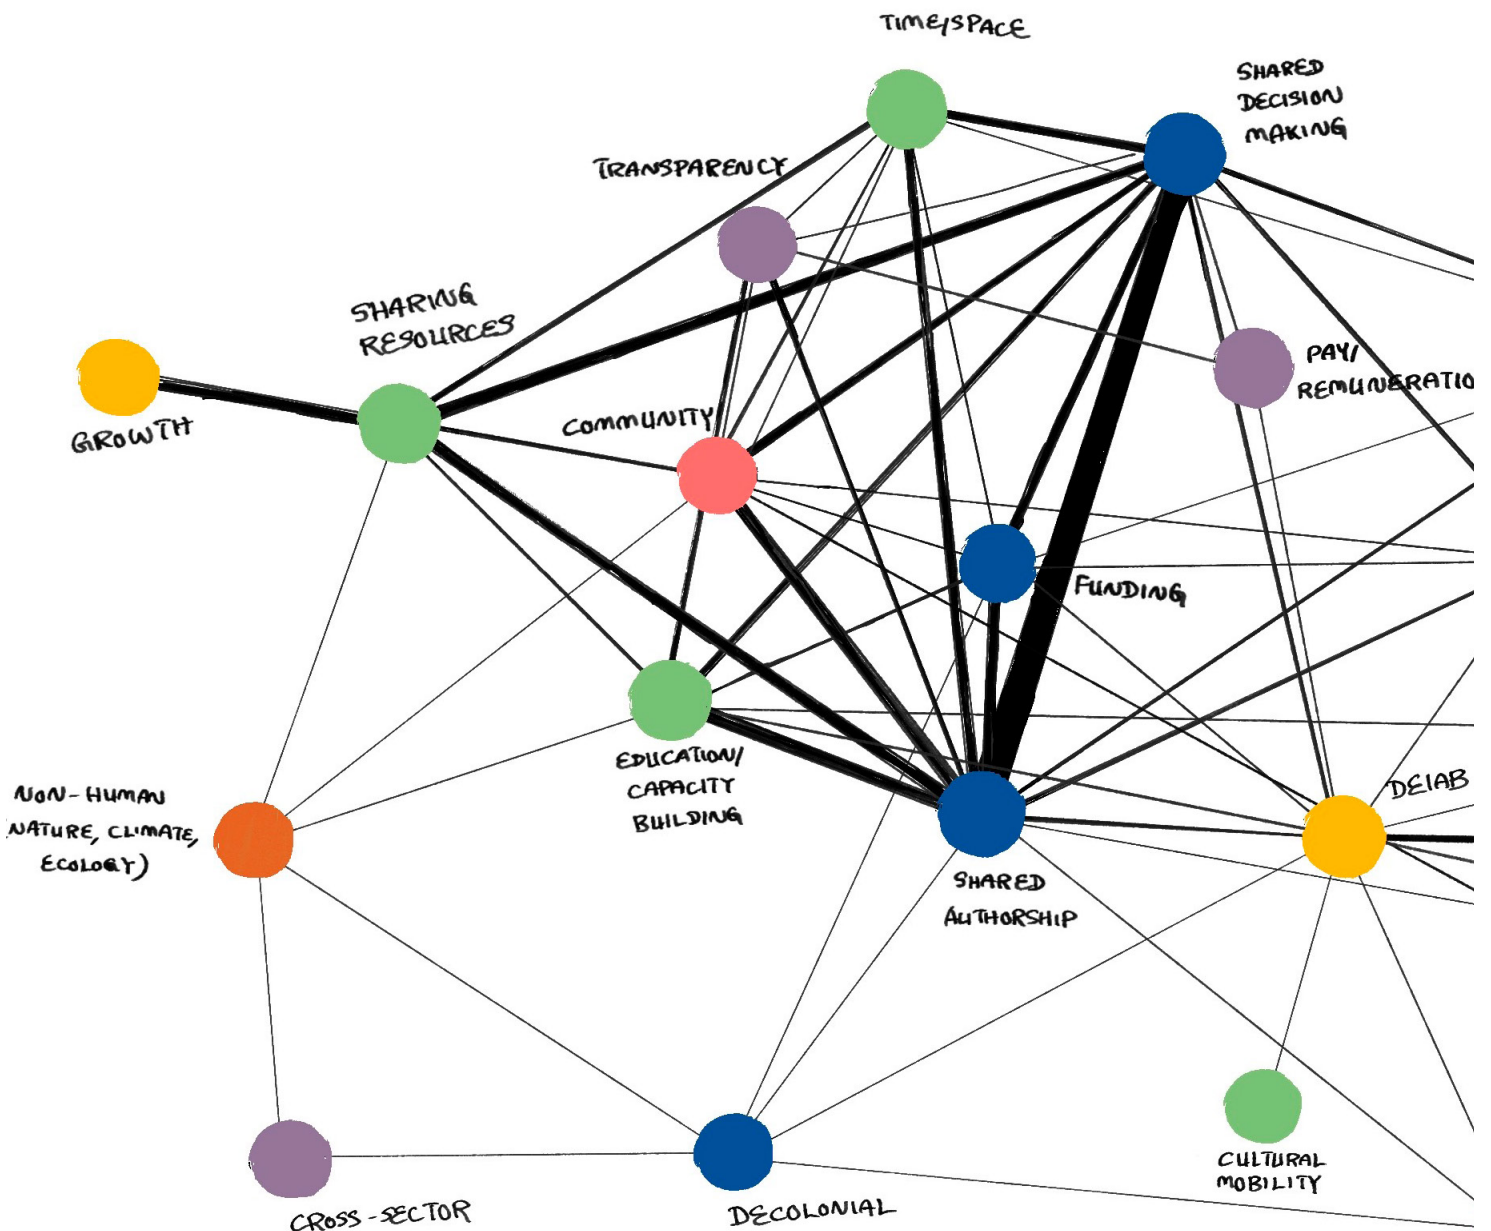 TIME/SPACE
SHARED
DECISION
MAKING
TRANSPARENCY
SHARING
RESOURCES
PAY/
REMUNERATIO
GROWTH
COMMUNITY
FUNDING
EDUCATION/
CAPACITY
BUILDING
NON-HUMAN
NATURE, CLIMATE,
ECOLOGY)
DEIAB
SHARED
AUTHORSHIP
CULTURAL
MOBILITY
CROSS-SECTOR
DECOLONIAL